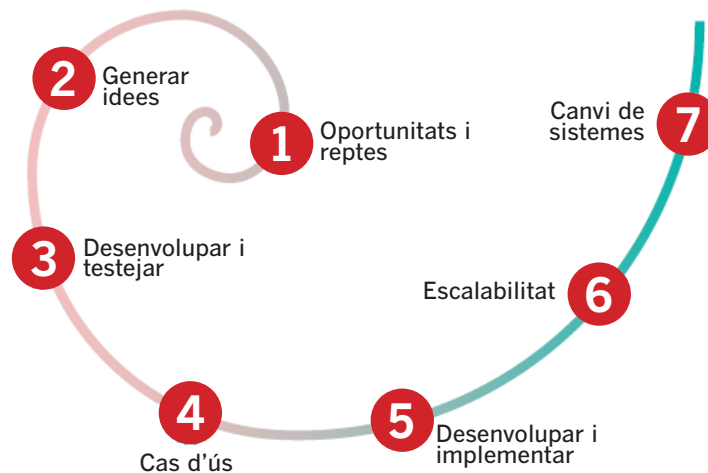 1
Oportunitats i
reptes
2
Generar
idees
3
Desenvolupar i
testejar
4
Cas d'ús
5
Desenvolupar i
implementar
6
Escalabilitat
7
Canvi de
sistemes